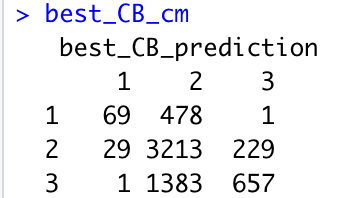 > best_CB_cm
best_CB_prediction
1 2 3
1 69 478 1
2 29 3213 229
3 1 1383 657